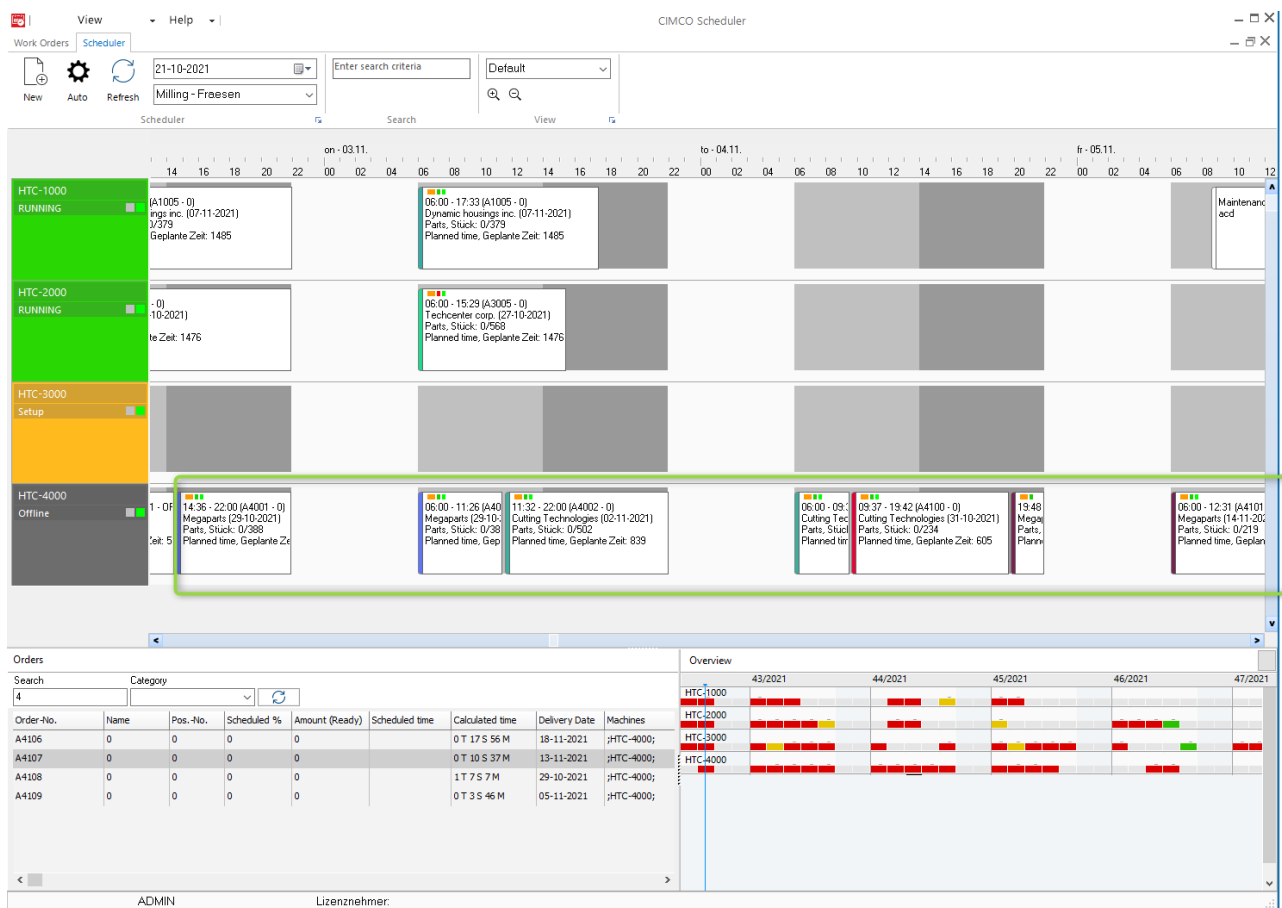 View Help CIMCO Scheduler
Work Orders Scheduler
21-10-2021 Enter search criteria Default
New Auto Refresh Milling - Fraesen
Scheduler Search View
on - 03.11. to - 04.11. fr - 05.11.
14 16 18 20 22 00 02 04 06 08 10 12 14 16 18 20 22 00 02 04 06 08 10 12 14 16 18 20 22 00 02 04 06 08 10 12
HTC-1000
RUNNING
(A1005 - 0)
ings inc. (07-11-2021)
0/379
Geplante Zeit: 1485
06:00 - 17:33 (A1005 - 0)
Dynamic housings inc. (07-11-2021)
Parts, Stück: 0/379
Planned time, Geplante Zeit: 1485
Maintenanc
acd
HTC-2000
RUNNING
- 0)
-10-2021)
te Zeit: 1476
06:00 - 15:29 (A3005 - 0)
Techcenter corp. (27-10-2021)
Parts, Stück: 0/568
Planned time, Geplante Zeit: 1476
HTC-3000
Setup
HTC-4000
Offline
1 - OF
Zeit: 5
14:36 - 22:00 (A4001 - 0)
Megaparts (29-10-2021)
Parts, Stück: 0/388
Planned time, Geplante Ze
06:00 - 11:26 (A40
Megaparts (29-10-
Parts, Stück: 0/38
Planned time, Gep
11:32 - 22:00 (A4002 - 0)
Cutting Technologies (02-11-2021)
Parts, Stück: 0/502
Planned time, Geplante Zeit: 839
06:00 - 09:
Cutting Tec
Parts, Stück
Planned tim
09:37 - 19:42 (A4100 - 0)
Cutting Technologies (31-10-2021)
Parts, Stück: 0/234
Planned time, Geplante Zeit: 605
19:48
Megap
Parts,
Plann
06:00 - 12:31 (A4101
Megaparts (14-11-202
Parts, Stück: 0/219
Planned time, Geplan
Orders
Search Category
4
Order-No. Name Pos.-No. Scheduled % Amount (Ready) Scheduled time Calculated time Delivery Date Machines
A4106 0 0 0 0 0 T 17 S 56 M 18-11-2021 ;HTC-4000;
A4107 0 0 0 0 0 T 10 S 37 M 13-11-2021 ;HTC-4000;
A4108 0 0 0 0 1 T 7 S 7 M 29-10-2021 ;HTC-4000;
A4109 0 0 0 0 0 T 3 S 46 M 05-11-2021 ;HTC-4000;
Overview
43/2021 44/2021 45/2021 46/2021 47/2021
HTC-1000
HTC-2000
HTC-3000
HTC-4000
ADMIN Lizenznehmer: